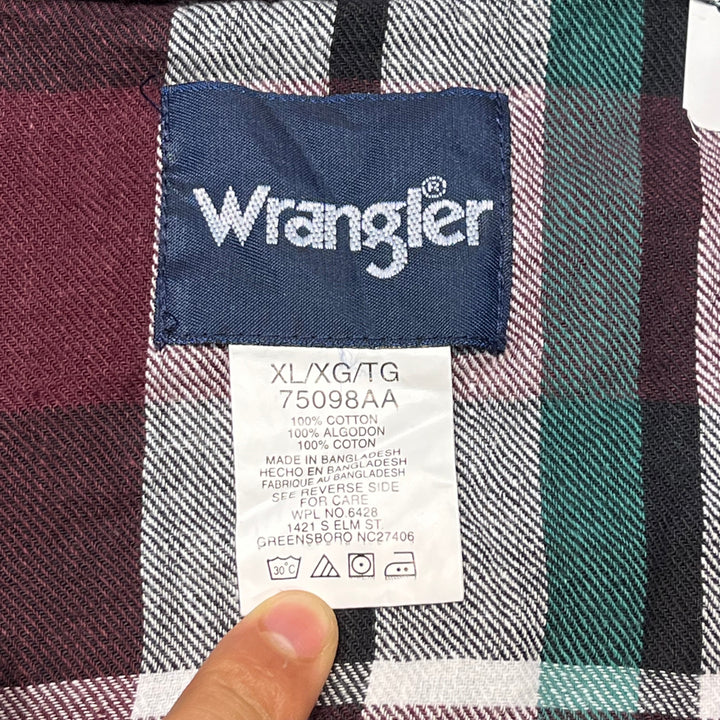 Wrangler®
XL/XG/TG
75098AA
100% COTTON
100% ALGODON
100% COTON
MADE IN BANGLADESH
HECHO EN BANGLADESH
FABRIQUE AU BANGLADESH
SEE REVERSE SIDE
FOR CARE
WPL NO.6428
1421 S ELM ST.
GREENSBORO NC27406
30°C